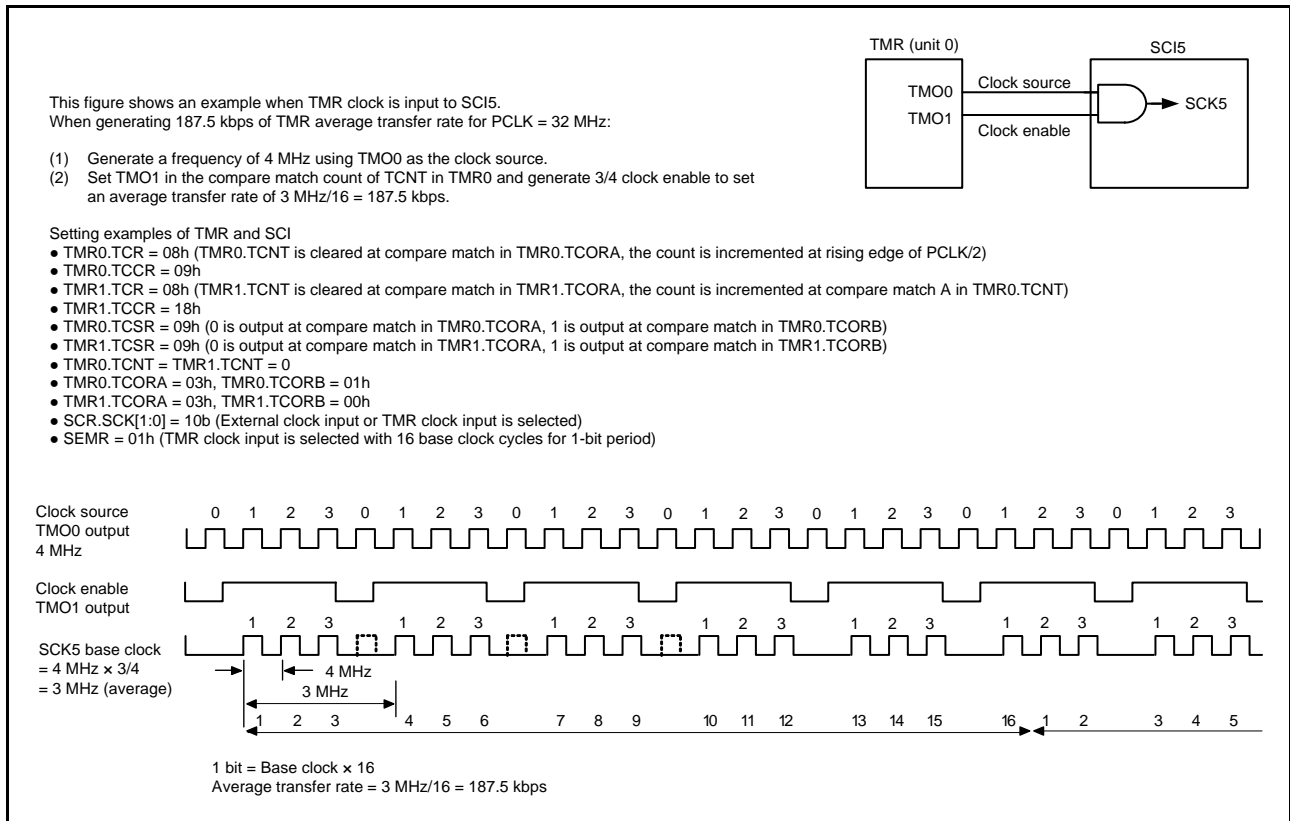 TMR (unit 0)
SCI5
TMO0
Clock source
SCK5
TMO1
Clock enable
This figure shows an example when TMR clock is input to SCI5.
When generating 187.5 kbps of TMR average transfer rate for PCLK = 32 MHz:
(1) Generate a frequency of 4 MHz using TMO0 as the clock source.
(2) Set TMO1 in the compare match count of TCNT in TMR0 and generate 3/4 clock enable to set
an average transfer rate of 3 MHz/16 = 187.5 kbps.
Setting examples of TMR and SCI
● TMR0.TCR = 08h (TMR0.TCNT is cleared at compare match in TMR0.TCORA, the count is incremented at rising edge of PCLK/2)
● TMR0.TCCR = 09h
● TMR1.TCR = 08h (TMR1.TCNT is cleared at compare match in TMR1.TCORA, the count is incremented at compare match A in TMR0.TCNT)
● TMR1.TCCR = 18h
● TMR0.TCSR = 09h (0 is output at compare match in TMR0.TCORA, 1 is output at compare match in TMR0.TCORB)
● TMR1.TCSR = 09h (0 is output at compare match in TMR1.TCORA, 1 is output at compare match in TMR1.TCORB)
● TMR0.TCNT = TMR1.TCNT = 0
● TMR0.TCORA = 03h, TMR0.TCORB = 01h
● TMR1.TCORA = 03h, TMR1.TCORB = 00h
● SCR.SCK[1:0] = 10b (External clock input or TMR clock input is selected)
● SEMR = 01h (TMR clock input is selected with 16 base clock cycles for 1-bit period)
Clock source
TMO0 output
4 MHz
0 1 2 3 0 1 2 3 0 1 2 3 0 1 2 3 0 1 2 3 0 1 2 3 0 1 2 3
Clock enable
TMO1 output
1 2 3 1 2 3 1 2 3 1 2 3 1 2 3 1 2 3 1 2 3
SCK5 base clock
= 4 MHz × 3/4
= 3 MHz (average)
4 MHz
3 MHz
1 2 3 4 5 6 7 8 9 10 11 12 13 14 15 16 1 2 3 4 5
1 bit = Base clock × 16
Average transfer rate = 3 MHz/16 = 187.5 kbps